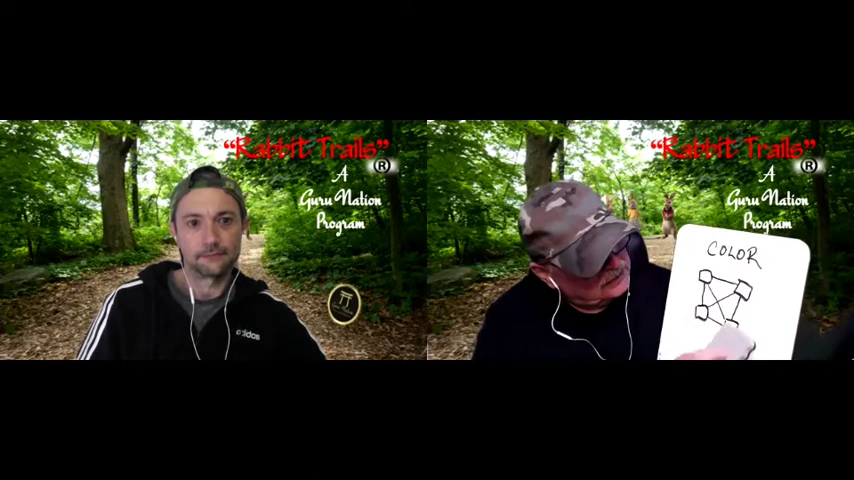 "Rabbit Trails"®
A
Guru Nation
Program
adidas
"Rabbit Trails"®
A
Guru Nation
Program
COLOR